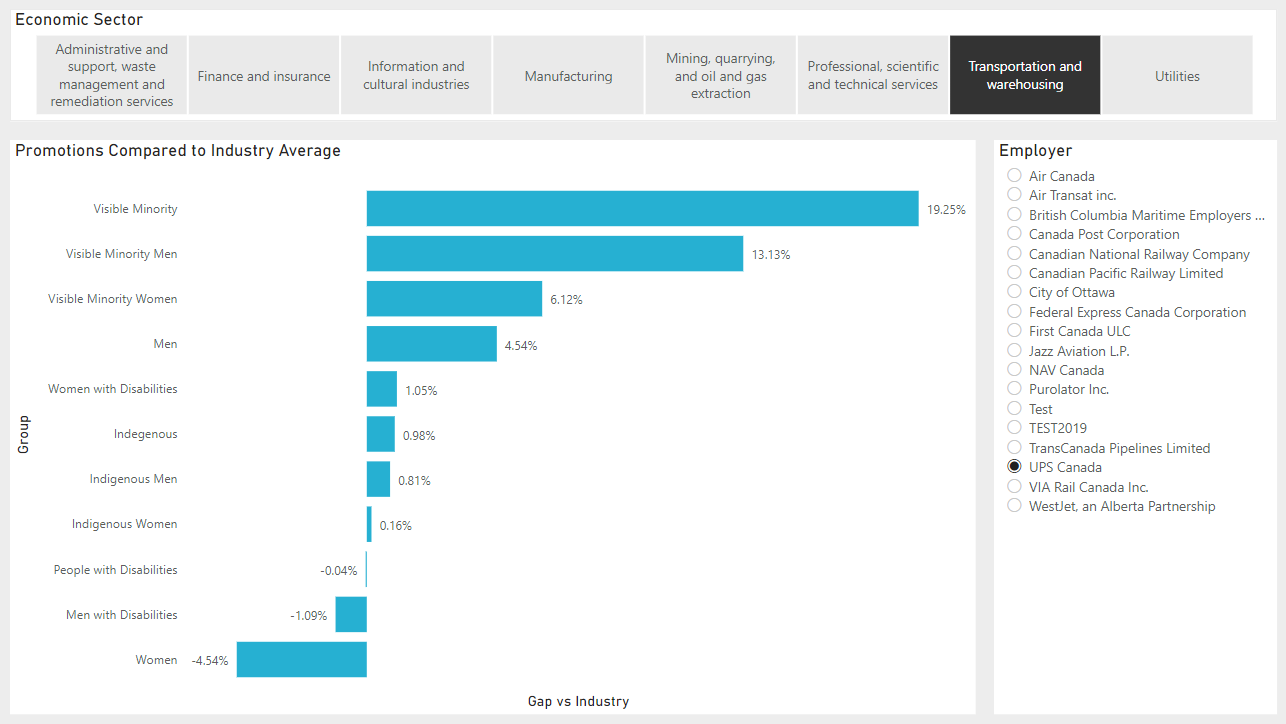 Economic Sector
Administrative and
support, waste
management and
remediation services
Finance and insurance
Information and
cultural industries
Manufacturing
Mining, quarrying,
and oil and gas
extraction
Professional, scientific
and technical services
Transportation and
warehousing
Utilities
Promotions Compared to Industry Average
Group
Visible Minority 19.25%
Visible Minority Men 13.13%
Visible Minority Women 6.12%
Men 4.54%
Women with Disabilities 1.05%
Indegenous 0.98%
Indigenous Men 0.81%
Indigenous Women 0.16%
People with Disabilities -0.04%
Men with Disabilities -1.09%
Women -4.54%
Gap vs Industry
Employer
Air Canada
Air Transat inc.
British Columbia Maritime Employers ...
Canada Post Corporation
Canadian National Railway Company
Canadian Pacific Railway Limited
City of Ottawa
Federal Express Canada Corporation
First Canada ULC
Jazz Aviation L.P.
NAV Canada
Purolator Inc.
Test
TEST2019
TransCanada Pipelines Limited
UPS Canada
VIA Rail Canada Inc.
WestJet, an Alberta Partnership